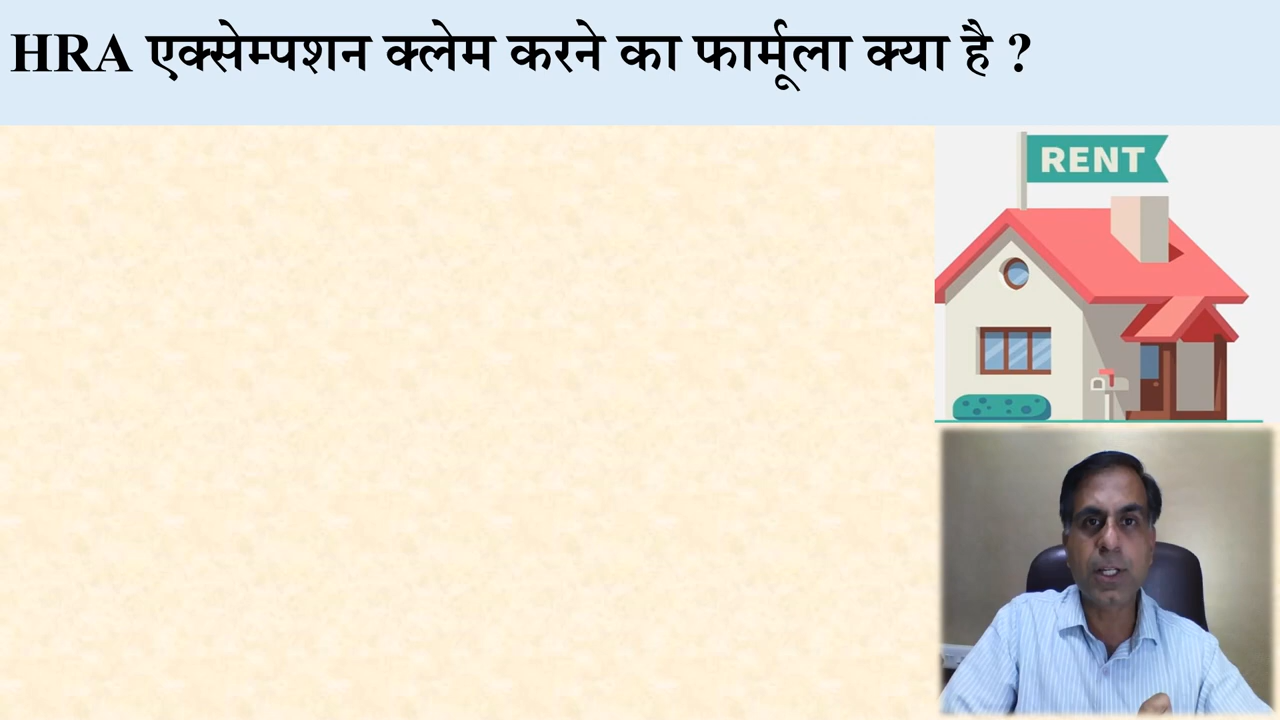 HRA एक्सेम्पशन क्लेम करने का फार्मूला क्या है ?
RENT